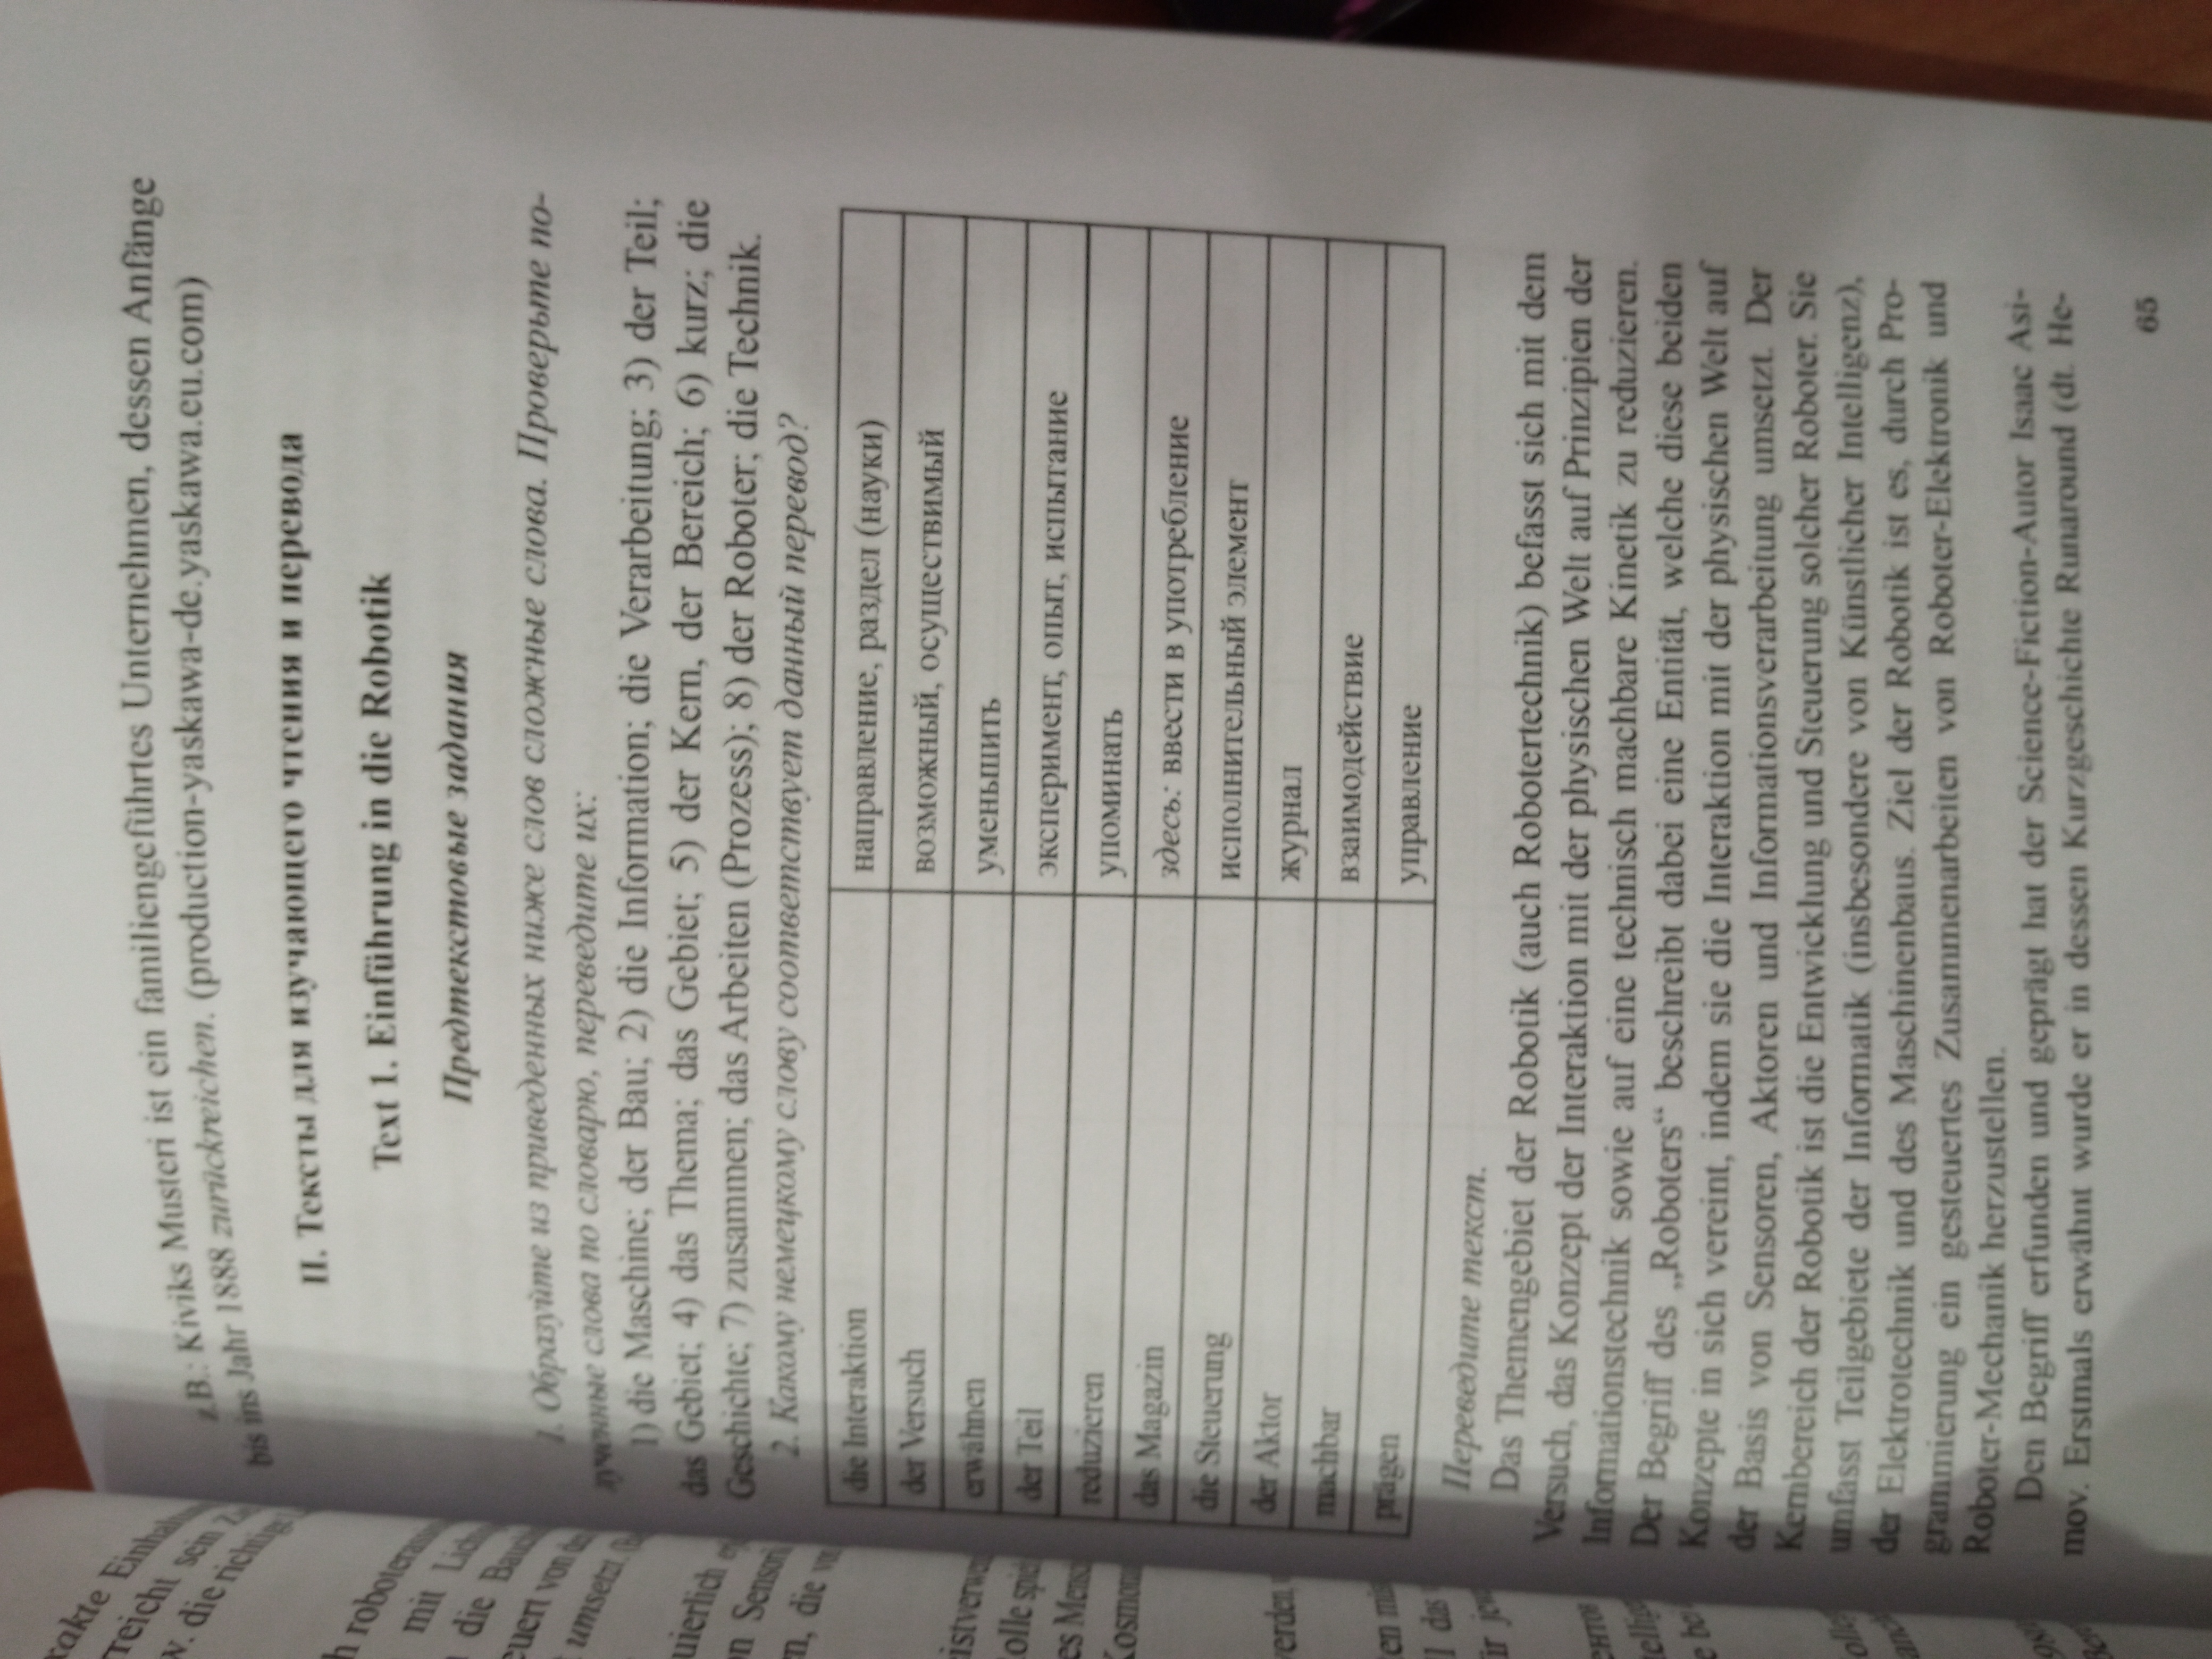 z.B.: Kiviks Musteri ist ein familiengeführtes Unternehmen, dessen Anfänge
bis ins Jahr 1888 zurückreichen. (production-yaskawa-de.yaskawa.eu.com)
II. Тексты для изучающего чтения и перевода
Text 1. Einführung in die Robotik
Предтекстовые задания
1. Образуйте из приведенных ниже слов сложные слова. Проверьте по-
лученные слова по словарю, переведите их:
1) die Maschine; der Bau; 2) die Information; die Verarbeitung; 3) der Teil;
das Gebiet; 4) das Thema; das Gebiet; 5) der Kern, der Bereich; 6) kurz; die
Geschichte; 7) zusammen; das Arbeiten (Prozess); 8) der Roboter; die Technik.
2. Какому немецкому слову соответствует данный перевод?
die Interaktion направление, раздел (науки)
der Versuch возможный, осуществимый
erwähnen уменьшить
der Teil эксперимент, опыт, испытание
reduzieren упоминать
das Magazin здесь: ввести в употребление
die Steuerung исполнительный элемент
der Aktor журнал
machbar взаимодействие
prägen управление
Переведите текст.
Das Themengebiet der Robotik (auch Robotertechnik) befasst sich mit dem
Versuch, das Konzept der Interaktion mit der physischen Welt auf Prinzipien der
Informationstechnik sowie auf eine technisch machbare Kinetik zu reduzieren.
Der Begriff des „Roboters“ beschreibt dabei eine Entität, welche diese beiden
Konzepte in sich vereint, indem sie die Interaktion mit der physischen Welt auf
der Basis von Sensoren, Aktoren und Informationsverarbeitung umsetzt. Der
Kernbereich der Robotik ist die Entwicklung und Steuerung solcher Roboter. Sie
umfasst Teilgebiete der Informatik (insbesondere von Künstlicher Intelligenz),
der Elektrotechnik und des Maschinenbaus. Ziel der Robotik ist es, durch Pro-
grammierung ein gesteuertes Zusammenarbeiten von Roboter-Elektronik und
Roboter-Mechanik herzustellen.
Den Begriff erfunden und geprägt hat der Science-Fiction-Autor Isaac Asi-
mov. Erstmals erwähnt wurde er in dessen Kurzgeschichte Runaround (dt. He-
65